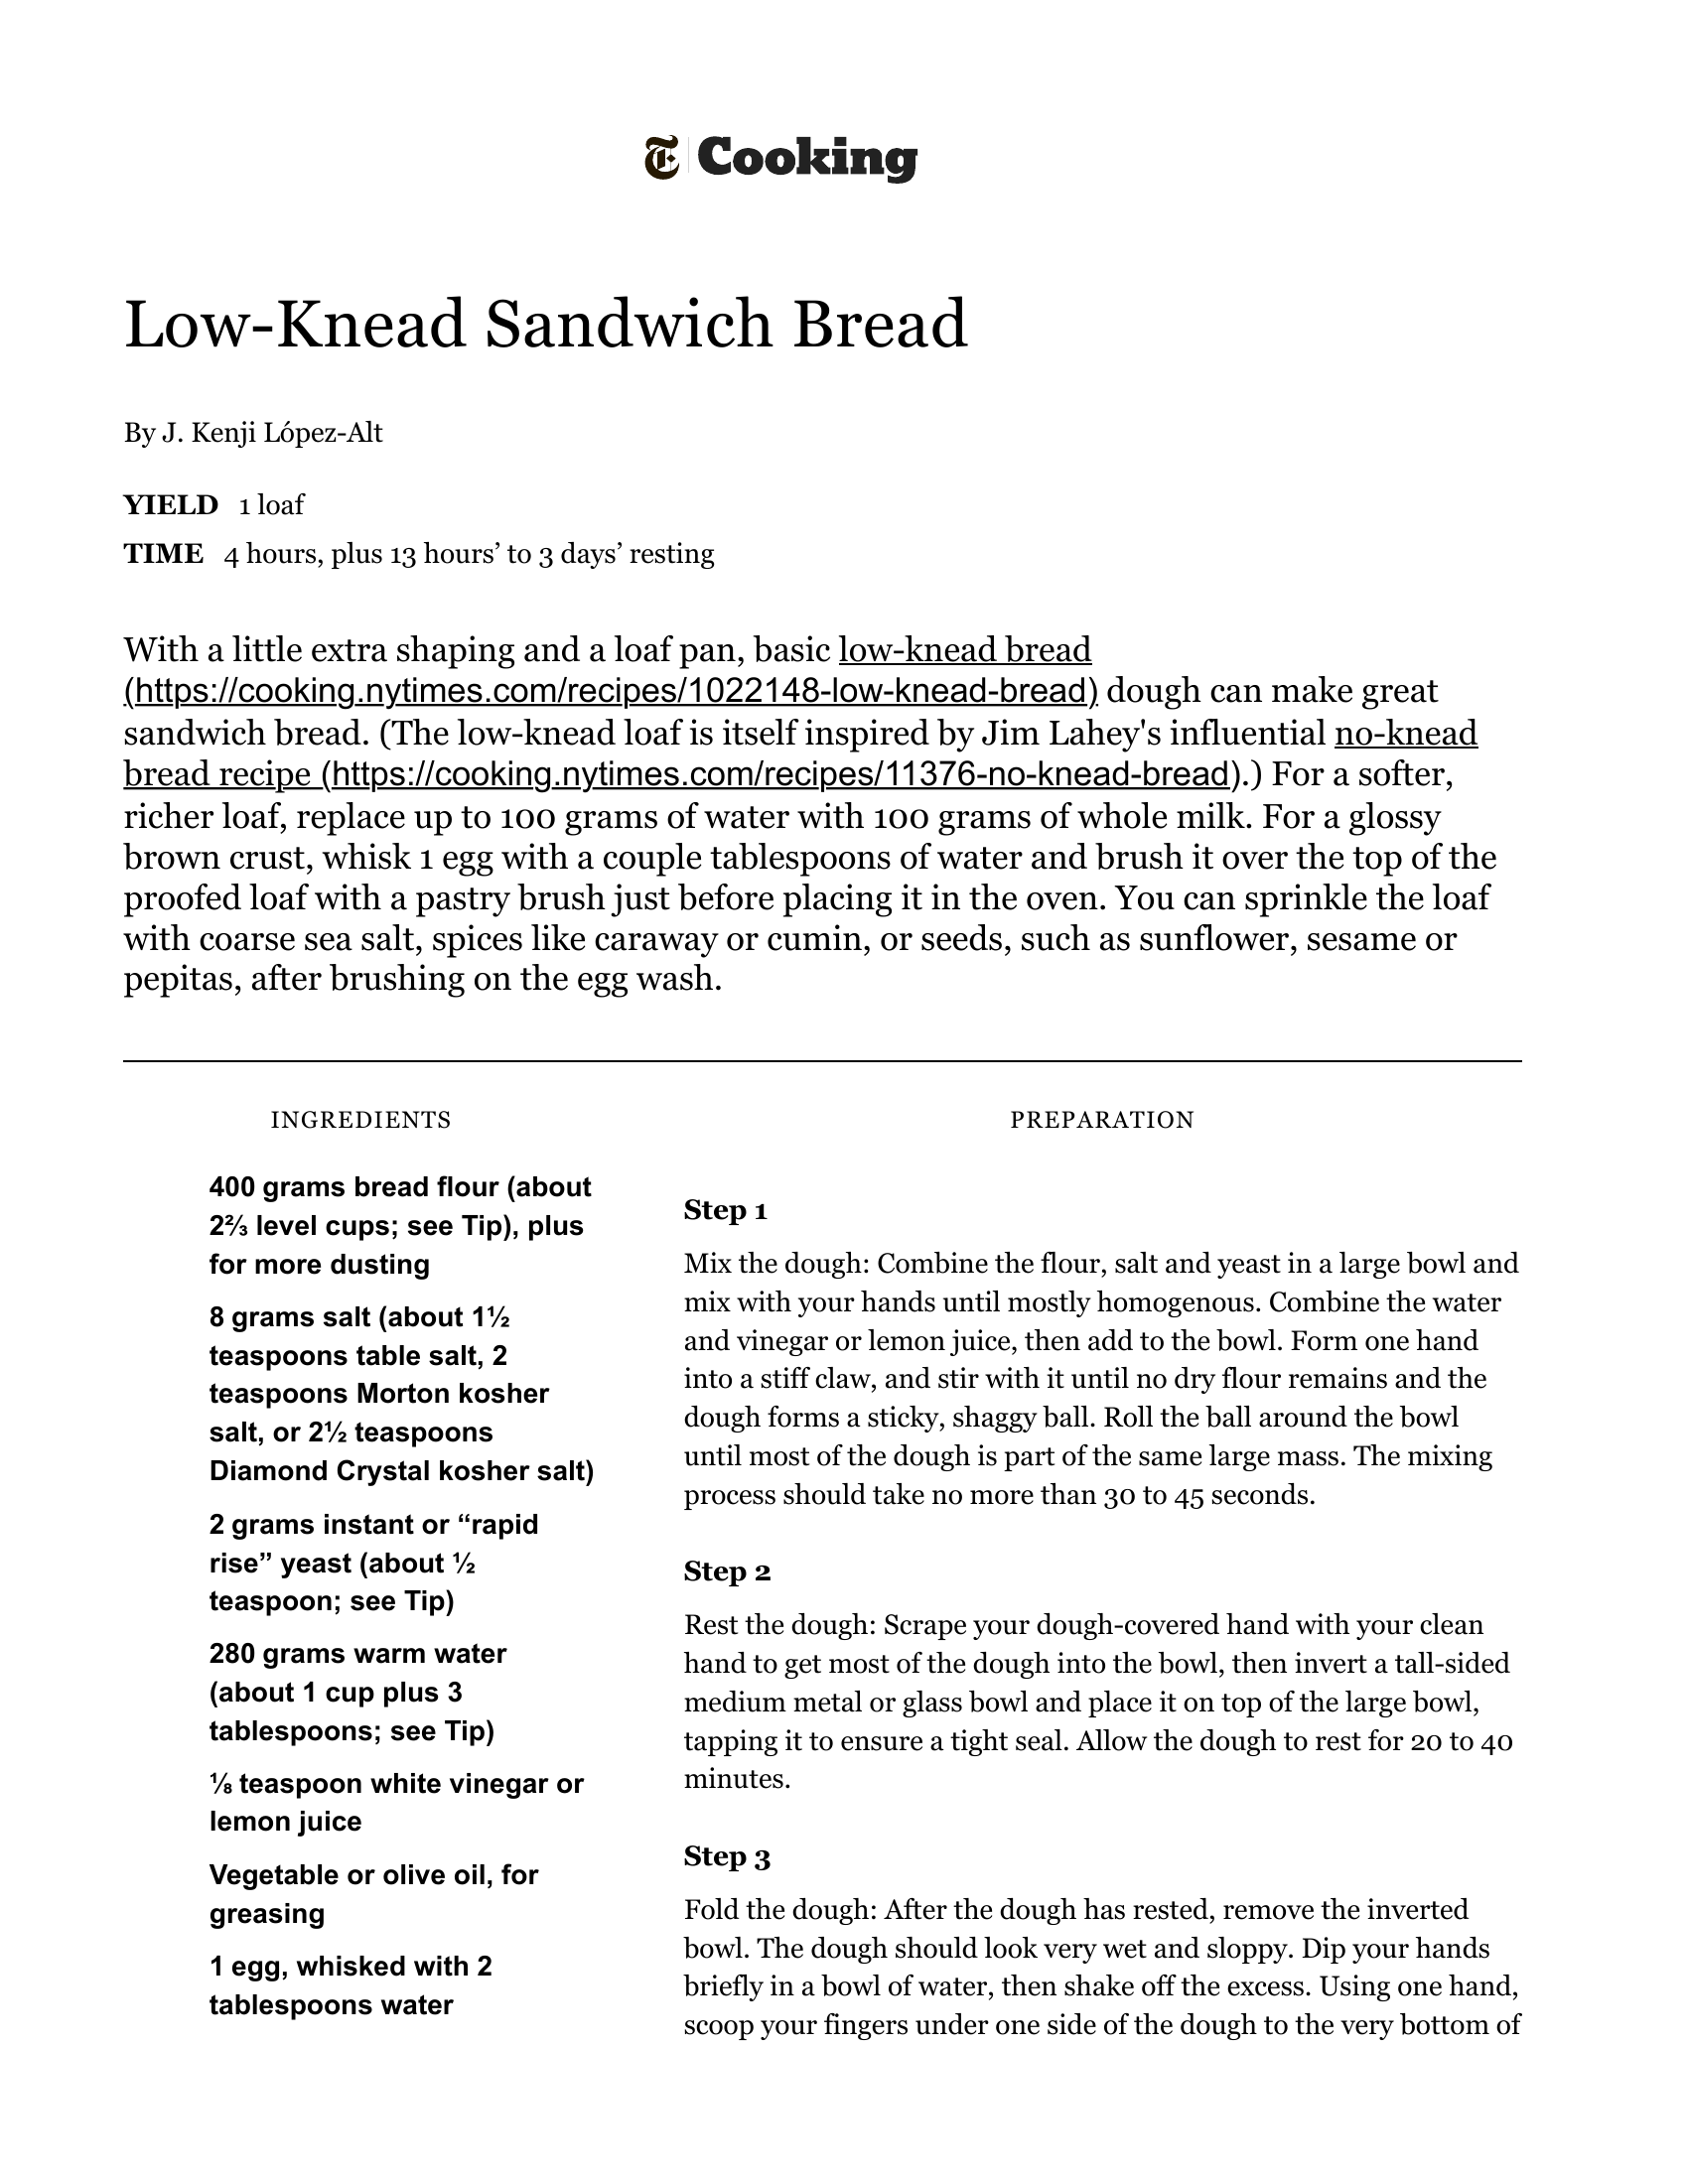 T Cooking
Low-Knead Sandwich Bread
By J. Kenji López-Alt
YIELD 1 loaf
TIME 4 hours, plus 13 hours’ to 3 days’ resting
With a little extra shaping and a loaf pan, basic low-knead bread
(https://cooking.nytimes.com/recipes/1022148-low-knead-bread) dough can make great
sandwich bread. (The low-knead loaf is itself inspired by Jim Lahey's influential no-knead
bread recipe (https://cooking.nytimes.com/recipes/11376-no-knead-bread).) For a softer,
richer loaf, replace up to 100 grams of water with 100 grams of whole milk. For a glossy
brown crust, whisk 1 egg with a couple tablespoons of water and brush it over the top of the
proofed loaf with a pastry brush just before placing it in the oven. You can sprinkle the loaf
with coarse sea salt, spices like caraway or cumin, or seeds, such as sunflower, sesame or
pepitas, after brushing on the egg wash.
INGREDIENTS
400 grams bread flour (about
2⅔ level cups; see Tip), plus
for more dusting
8 grams salt (about 1½
teaspoons table salt, 2
teaspoons Morton kosher
salt, or 2½ teaspoons
Diamond Crystal kosher salt)
2 grams instant or “rapid
rise” yeast (about ½
teaspoon; see Tip)
280 grams warm water
(about 1 cup plus 3
tablespoons; see Tip)
⅛ teaspoon white vinegar or
lemon juice
Vegetable or olive oil, for
greasing
1 egg, whisked with 2
tablespoons water
PREPARATION
Step 1
Mix the dough: Combine the flour, salt and yeast in a large bowl and
mix with your hands until mostly homogenous. Combine the water
and vinegar or lemon juice, then add to the bowl. Form one hand
into a stiff claw, and stir with it until no dry flour remains and the
dough forms a sticky, shaggy ball. Roll the ball around the bowl
until most of the dough is part of the same large mass. The mixing
process should take no more than 30 to 45 seconds.
Step 2
Rest the dough: Scrape your dough-covered hand with your clean
hand to get most of the dough into the bowl, then invert a tall-sided
medium metal or glass bowl and place it on top of the large bowl,
tapping it to ensure a tight seal. Allow the dough to rest for 20 to 40
minutes.
Step 3
Fold the dough: After the dough has rested, remove the inverted
bowl. The dough should look very wet and sloppy. Dip your hands
briefly in a bowl of water, then shake off the excess. Using one hand,
scoop your fingers under one side of the dough to the very bottom of